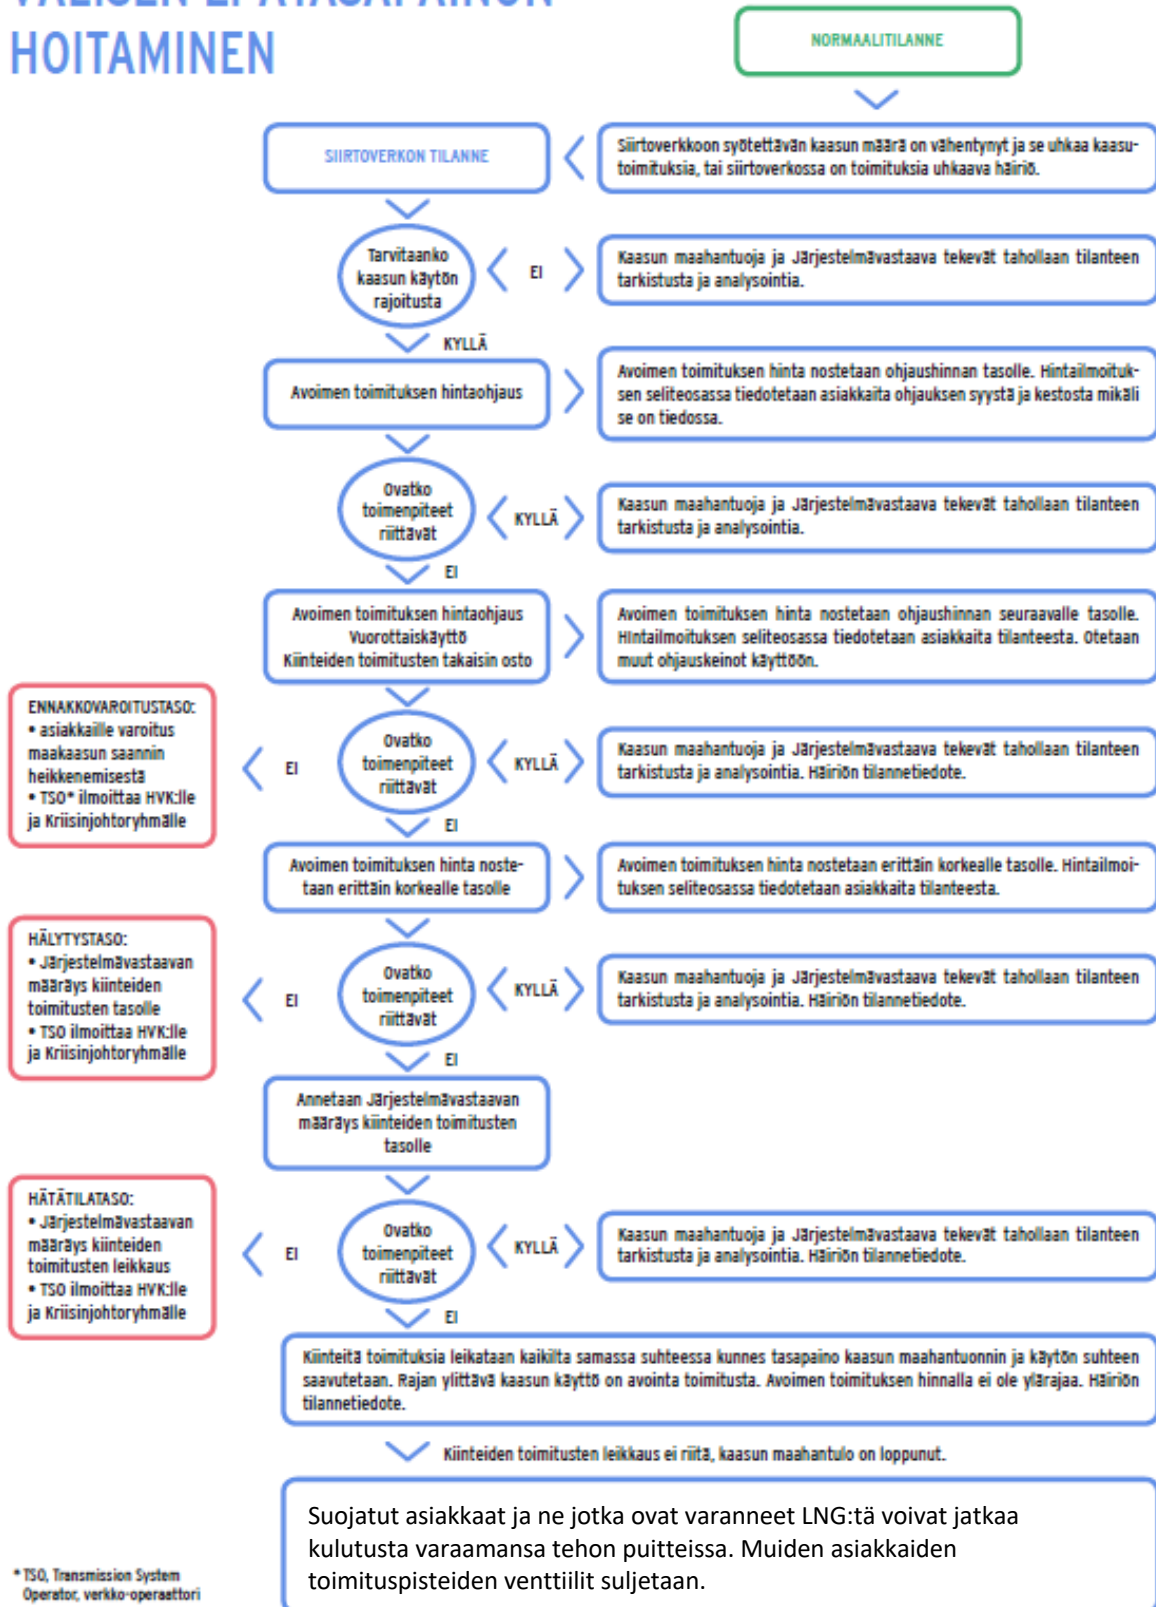 VÄLISEN EPÄTASAPAINON
HOITAMINEN
NORMAALITILANNE
SIIRTOVERKON TILANNE
Siirtoverkkoon syötettävän kaasun määrä on vähentynyt ja se uhkaa kaasu-
toimituksia, tai siirtoverkossa on toimituksia uhkaava häiriö.
Tarvitaanko
kaasun käytön
rajoitusta
EI
Kaasun maahantuoja ja Järjestelmävastaava tekevät tahollaan tilanteen
tarkistusta ja analysointia.
KYLLÄ
Avoimen toimituksen hintaohjaus
Avoimen toimituksen hinta nostetaan ohjaushinnan tasolle. Hintailmoituk-
sen seliteosassa tiedotetaan asiakkaita ohjauksen syystä ja kestosta mikäli
se on tiedossa.
Ovatko
toimenpiteet
riittävät
KYLLÄ
Kaasun maahantuoja ja Järjestelmävastaava tekevät tahollaan tilanteen
tarkistusta ja analysointia.
EI
Avoimen toimituksen hintaohjaus
Vuorottaiskäyttö
Kiinteiden toimitusten takaisin osto
Avoimen toimituksen hinta nostetaan ohjaushinnan seuraavalle tasolle.
Hintailmoituksen seliteosassa tiedotetaan asiakkaita tilanteesta. Otetaan
muut ohjauskeinot käyttöön.
ENNAKKOVAROITUSTASO:
• asiakkaille varoitus
maakaasun saannin
heikkenemisestä
• TSO* ilmoittaa HVK:lle
ja Kriisinjohtoryhmälle
EI
Ovatko
toimenpiteet
riittävät
KYLLÄ
Kaasun maahantuoja ja Järjestelmävastaava tekevät tahollaan tilanteen
tarkistusta ja analysointia. Häiriön tilannetiedote.
EI
Avoimen toimituksen hinta noste-
taan erittäin korkealle tasolle
Avoimen toimituksen hinta nostetaan erittäin korkealle tasolle. Hintailmoi-
tuksen seliteosassa tiedotetaan asiakkaita tilanteesta.
HÄLYTYSTASO:
• Järjestelmävastaavan
määräys kiinteiden
toimitusten tasolle
• TSO ilmoittaa HVK:lle
ja Kriisinjohtoryhmälle
EI
Ovatko
toimenpiteet
riittävät
KYLLÄ
Kaasun maahantuoja ja Järjestelmävastaava tekevät tahollaan tilanteen
tarkistusta ja analysointia. Häiriön tilannetiedote.
EI
Annetaan Järjestelmävastaavan
määräys kiinteiden toimitusten
tasolle
HÄTÄTILATASO:
• Järjestelmävastaavan
määräys kiinteiden
toimitusten leikkaus
• TSO ilmoittaa HVK:lle
ja Kriisinjohtoryhmälle
EI
Ovatko
toimenpiteet
riittävät
KYLLÄ
Kaasun maahantuoja ja Järjestelmävastaava tekevät tahollaan tilanteen
tarkistusta ja analysointia. Häiriön tilannetiedote.
EI
Kiinteitä toimituksia leikataan kaikilta samassa suhteessa kunnes tasapaino kaasun maahantuonnin ja käytön suhteen
saavutetaan. Rajan ylittävä kaasun käyttö on avointa toimitusta. Avoimen toimituksen hinnalla ei ole ylärajaa. Häiriön
tilannetiedote.
Kiinteiden toimitusten leikkaus ei riitä, kaasun maahantulo on loppunut.
Suojatut asiakkaat ja ne jotka ovat varanneet LNG:tä voivat jatkaa
kulutusta varaamansa tehon puitteissa. Muiden asiakkaiden
toimituspisteiden venttiilit suljetaan.
* TSO, Transmission System
Operator, verkko-operaattori